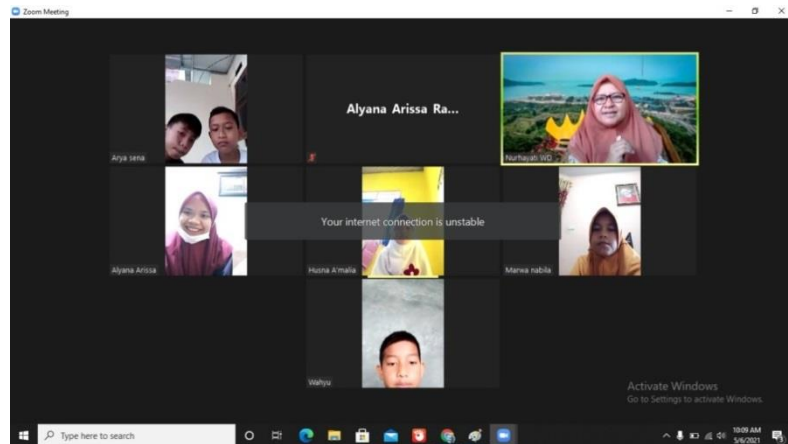 Zoom Meeting
Alyana Arissa Ra...
Arya sena
Nurhayati WD
Your internet connection is unstable
Alyana Arissa
Husna A'malia
Marwa nabila
Wahyu
Activate Windows
Go to Settings to activate Windows.
Type here to search
10:09 AM
5/6/2021